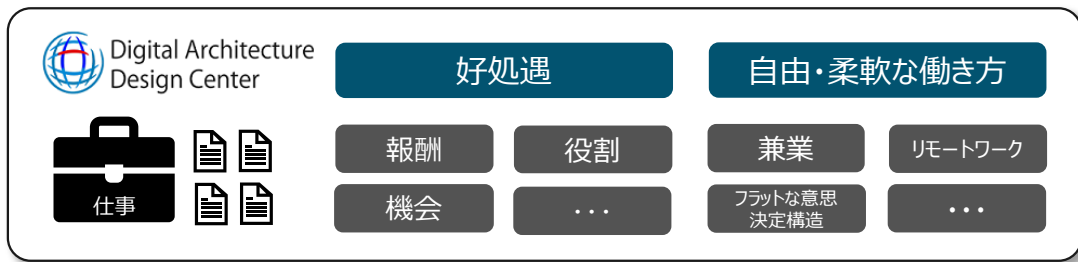 Digital Architecture
Design Center
好処遇
自由・柔軟な働き方
仕事
報酬
役割
機会
・・・
兼業
リモートワーク
フラットな意思
決定構造
・・・